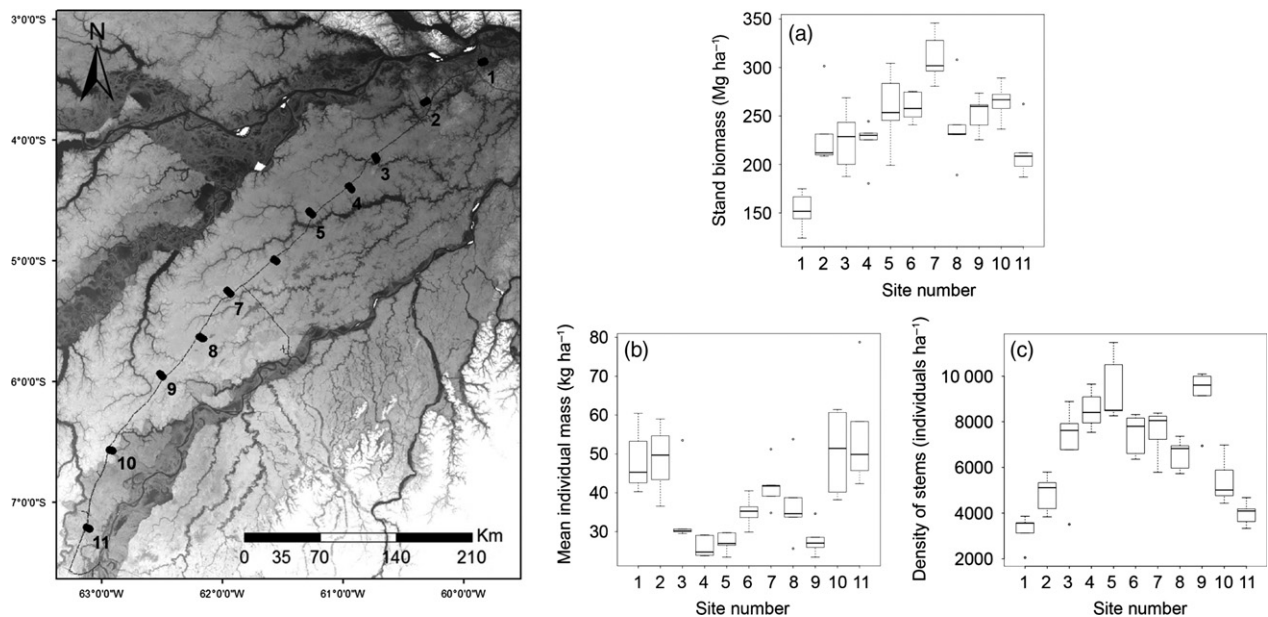 N
3°0'0"S
4°0'0"S
5°0'0"S
6°0'0"S
7°0'0"S
1
2
3
4
5
7
8
9
10
11
Km
0 35 70 140 210
63°0'0"W 62°0'0"W 61°0'0"W 60°0'0"W
(a)
Stand biomass (Mg ha⁻¹)
350
300
250
200
150
1 2 3 4 5 6 7 8 9 10 11
Site number
(b)
Mean individual mass (kg ha⁻¹)
80
70
60
50
40
30
1 2 3 4 5 6 7 8 9 10 11
Site number
(c)
Density of stems (individuals ha⁻¹)
10 000
8000
6000
4000
2000
1 2 3 4 5 6 7 8 9 10 11
Site number